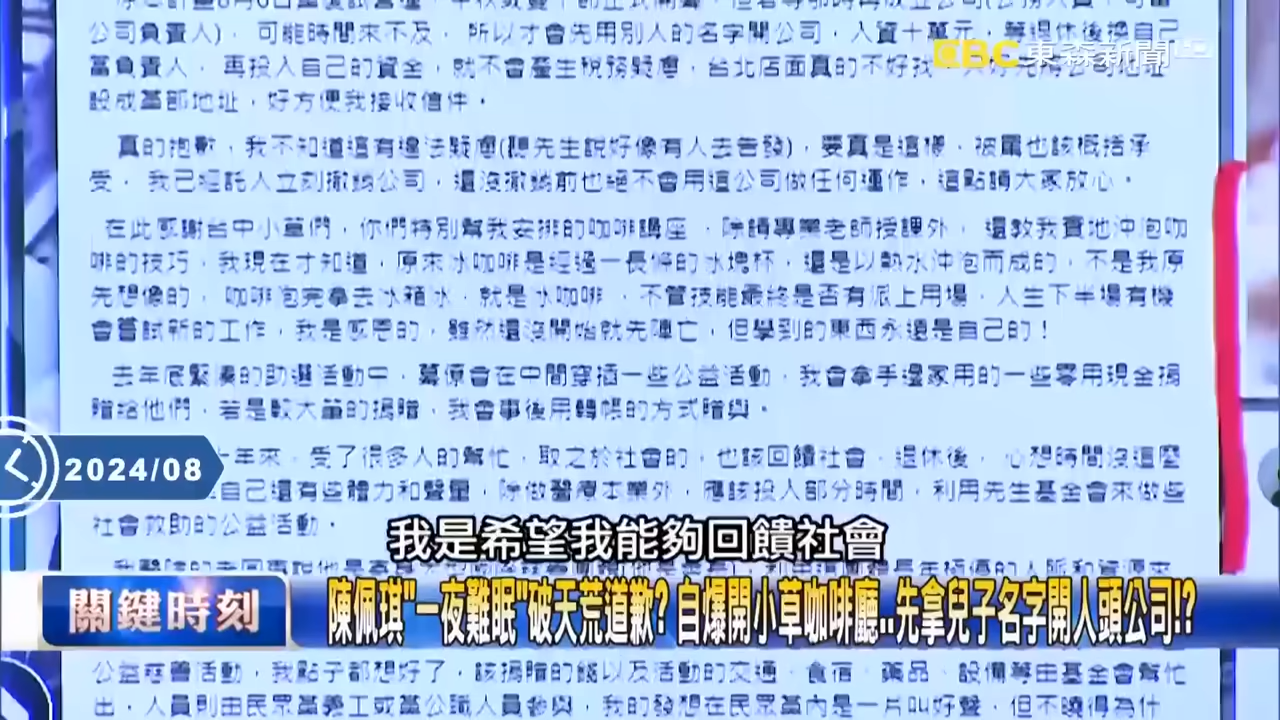 公司負責人)， 可能時間來不及， 所以才會先用別人的名字開公司，入資十萬元，等退休後換自己
EBC 東森新聞
當負責人，再投入自己的資金，就不會產生稅務疑慮，台北店面真的不好找
設成營部地址，好方便我接收信件。
真的抱歉，我不知道這有違法疑慮(聽先生說好像有人去告發)，要真是這樣，被罵也該概括承
受， 我已經託人立刻撤銷公司，還沒撤銷前也絕不會用這公司做任何運作，這點請大家放心。
在此感謝台中小草們，你們特別幫我安排的咖啡講座，除請專業老師授課外， 還教我實地沖泡咖
啡的技巧，我現在才知道，原來冰咖啡是經過一長條的冰塊杯，還是以熱水沖泡而成的，不是我原
先想像的， 咖啡泡完拿去冰箱冰，就是冰咖啡 ，不管技能最終是否有派上用場，人生下半場有機
會嘗試新的工作，我是感恩的，雖然還沒開始就先陣亡，但學到的東西永遠是自己的！
去年底緊湊的助選活動中，幕僚會在中間穿插一些公益活動，我會拿手邊家用的一些零用現金捐
贈給他們，若是較大筆的捐贈，我會事後用轉帳的方式贈與。
十年來，受了很多人的幫忙，取之於社會的，也該回饋社會，退休後， 心想時間沒這麼
2024/08
自己還有些體力和聲量，除做醫療本業外，應該投入部分時間，利用先生基金會來做些
社會救助的公益活動。
我是希望我能夠回饋社會
關鍵時刻
陳佩琪"一夜難眠"破天荒道歉? 自爆開小草咖啡廳..先拿兒子名字開人頭公司!?
公益慈善活動，我點子都想好了，該捐贈的錢以及活動的交通、食宿、藥品、設備等由基金會幫忙
出，人員則由民眾黨義工或黨公職人員參與，我的發想在民眾黨內是一片叫好聲，但不曉得為什